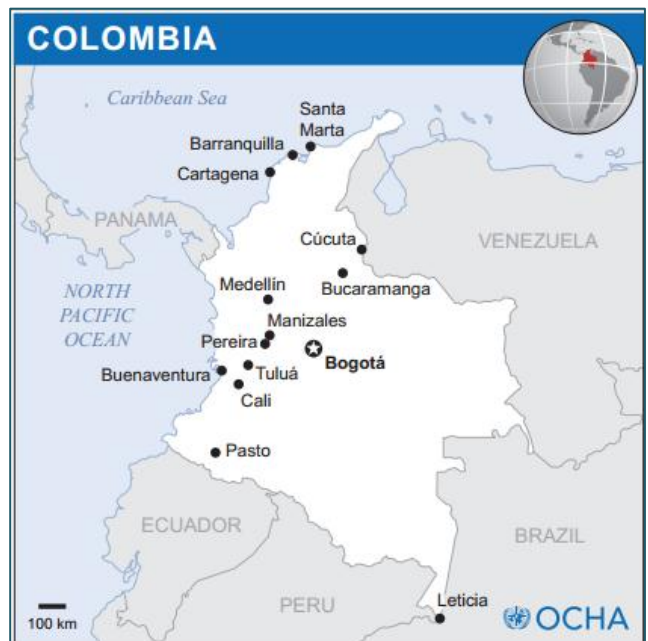 COLOMBIA
Caribbean Sea
Santa
Marta
Barranquilla
Cartagena
PANAMA
Cúcuta
VENEZUELA
Bucaramanga
Medellín
NORTH
PACIFIC
OCEAN
Manizales
Pereira
Bogotá
Buenaventura
Tuluá
Cali
Pasto
ECUADOR
BRAZIL
PERU
Leticia
100 km
OCHA